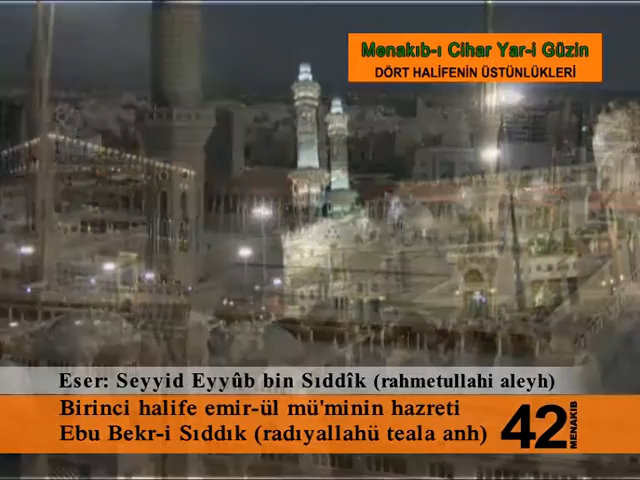 Menakıb-ı Cihar Yar-i Güzin
DÖRT HALİFENİN ÜSTÜNLÜKLERİ
Eser: Seyyid Eyyûb bin Sıddîk (rahmetullahi aleyh)
Birinci halife emir-ül mü'minin hazreti
Ebu Bekr-i Sıddık (radıyallahü teala anh)
42
MENAKIB